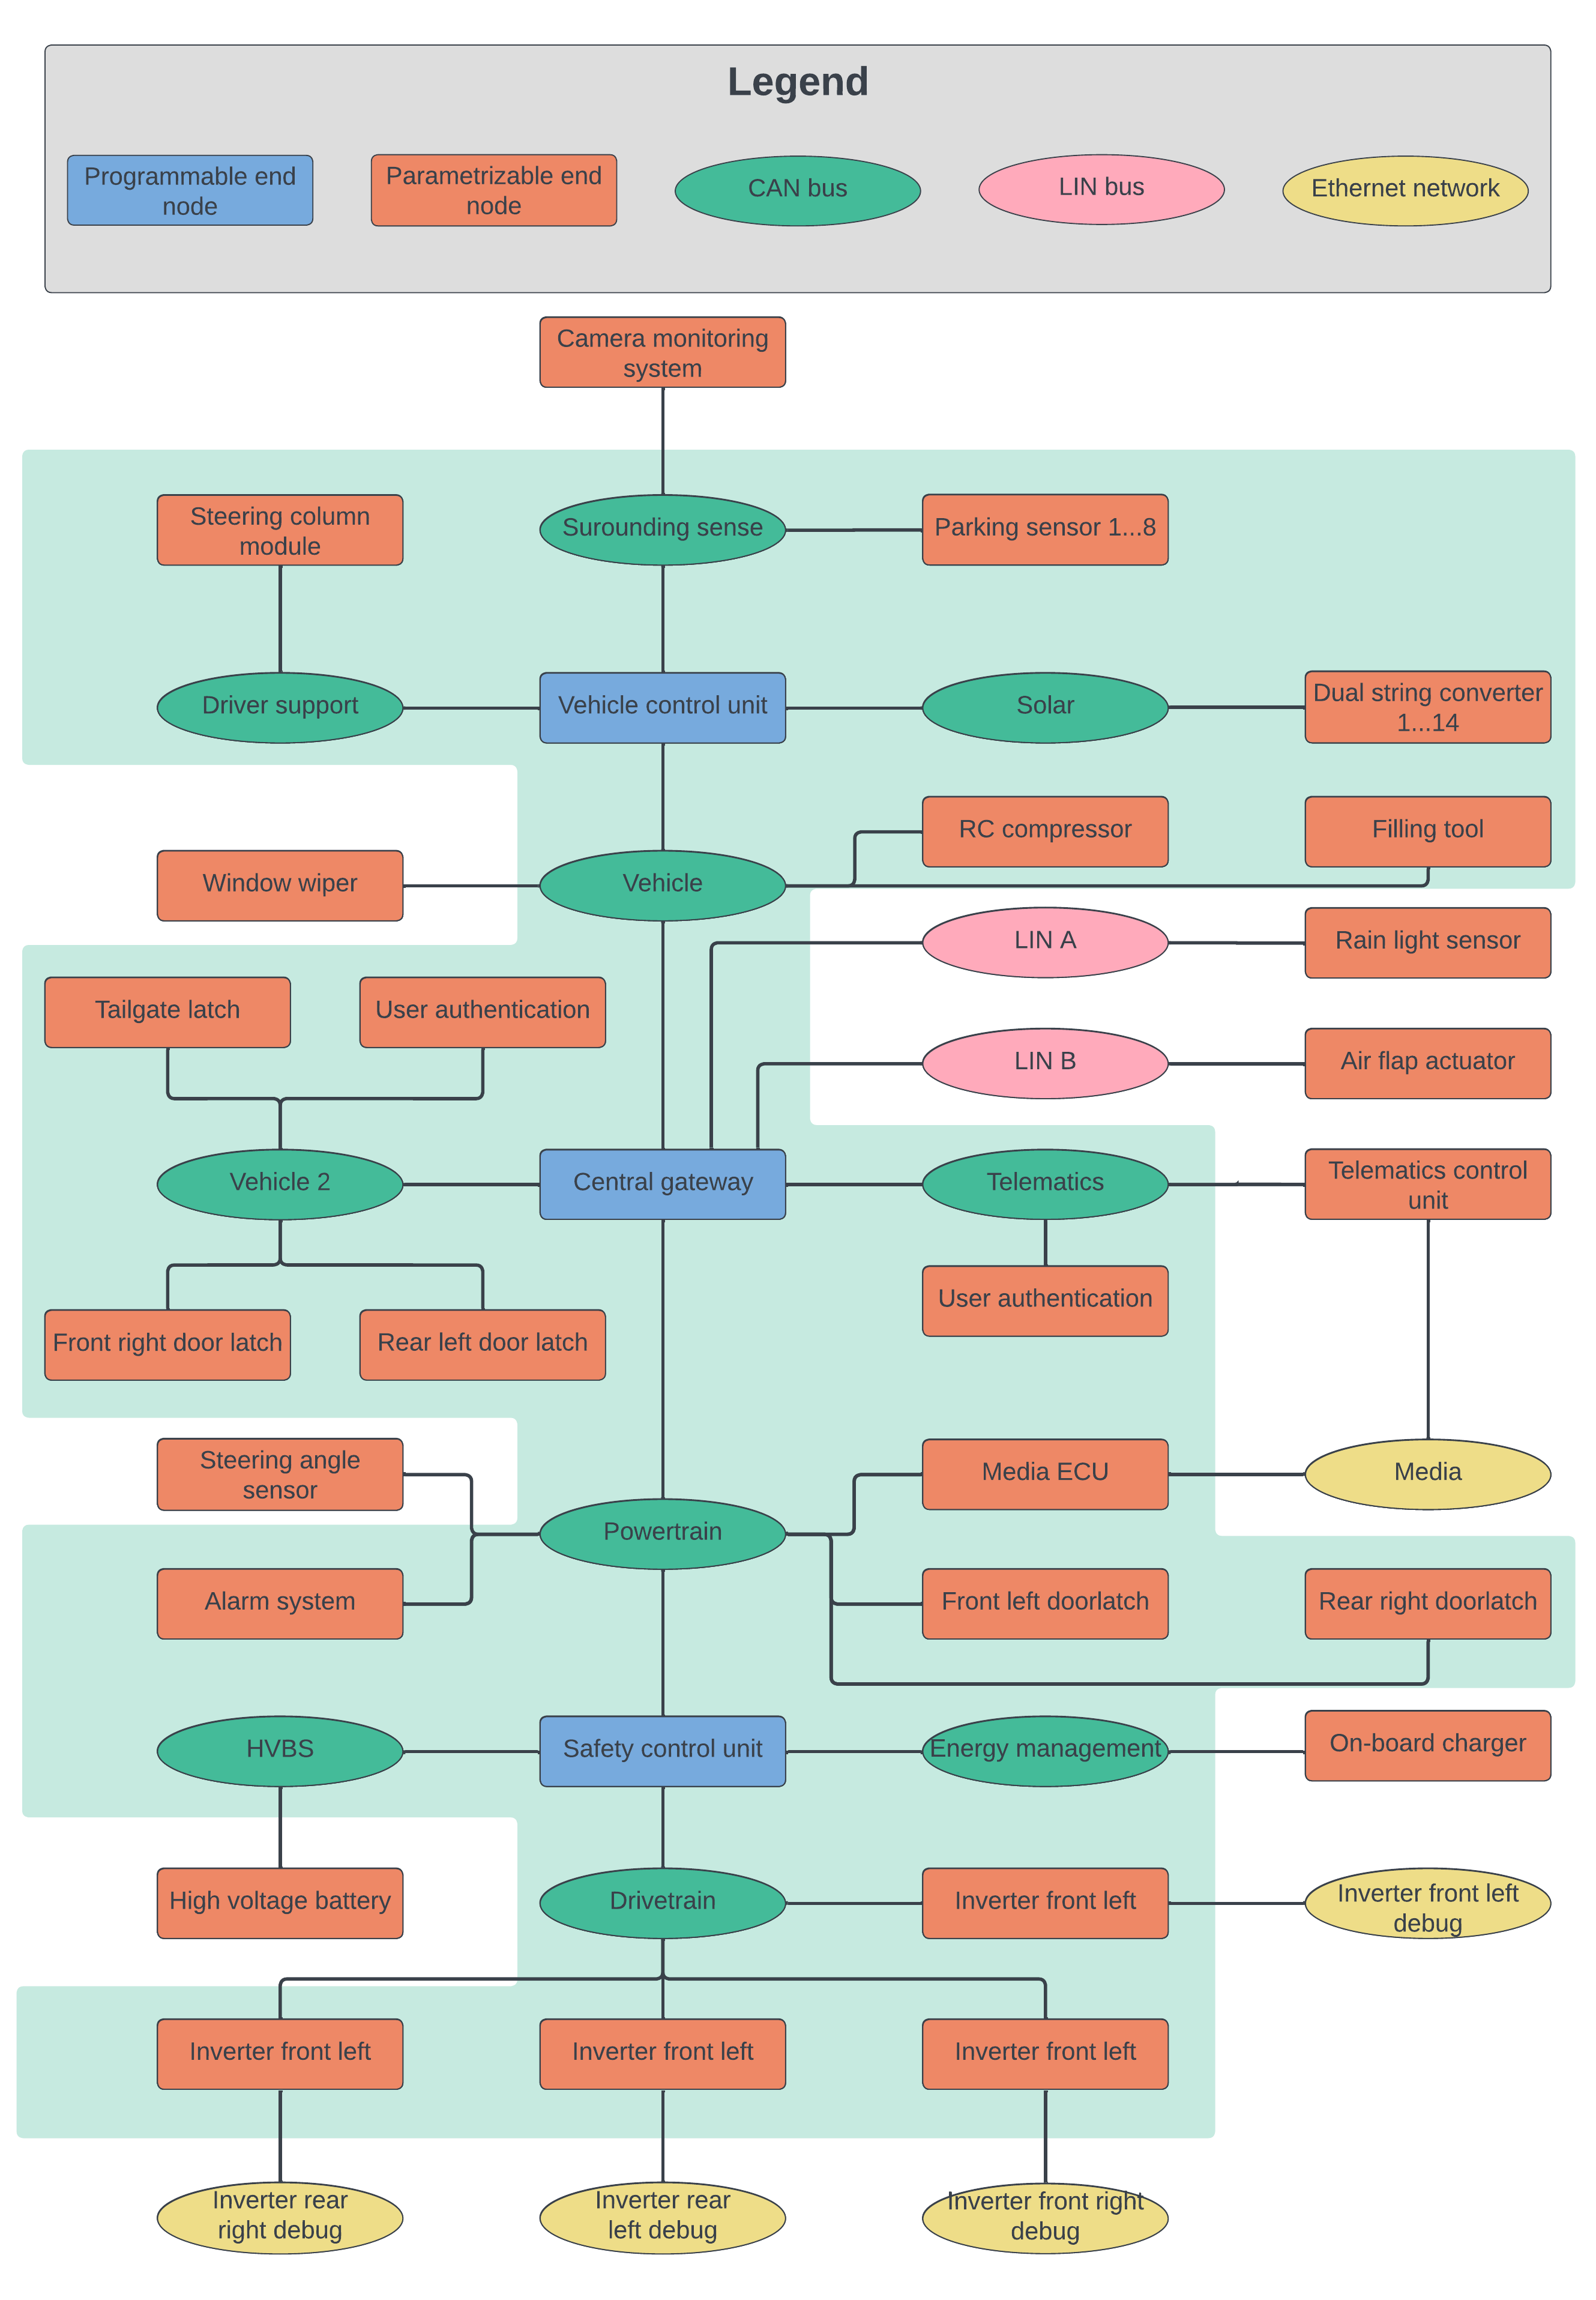 Legend
Programmable end
node
Parametrizable end
node
CAN bus
LIN bus
Ethernet network
Camera monitoring
system
Steering column
module
Surounding sense
Parking sensor 1...8
Driver support
Vehicle control unit
Solar
Dual string converter
1...14
RC compressor
Filling tool
Window wiper
Vehicle
LIN A
Rain light sensor
Tailgate latch
User authentication
LIN B
Air flap actuator
Vehicle 2
Central gateway
Telematics
Telematics control
unit
User authentication
Front right door latch
Rear left door latch
Steering angle
sensor
Media ECU
Media
Powertrain
Alarm system
Front left doorlatch
Rear right doorlatch
HVBS
Safety control unit
Energy management
On-board charger
High voltage battery
Drivetrain
Inverter front left
Inverter front left
debug
Inverter front left
Inverter front left
Inverter front left
Inverter rear
right debug
Inverter rear
left debug
Inverter front right
debug